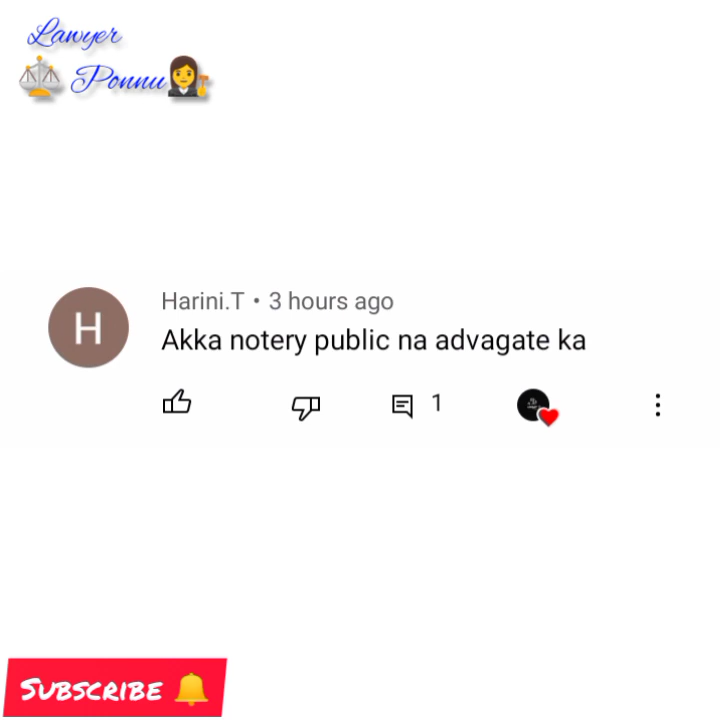 Lawyer
Ponnu
H
Harini.T • 3 hours ago
Akka notery public na advagate ka
1
SUBSCRIBE